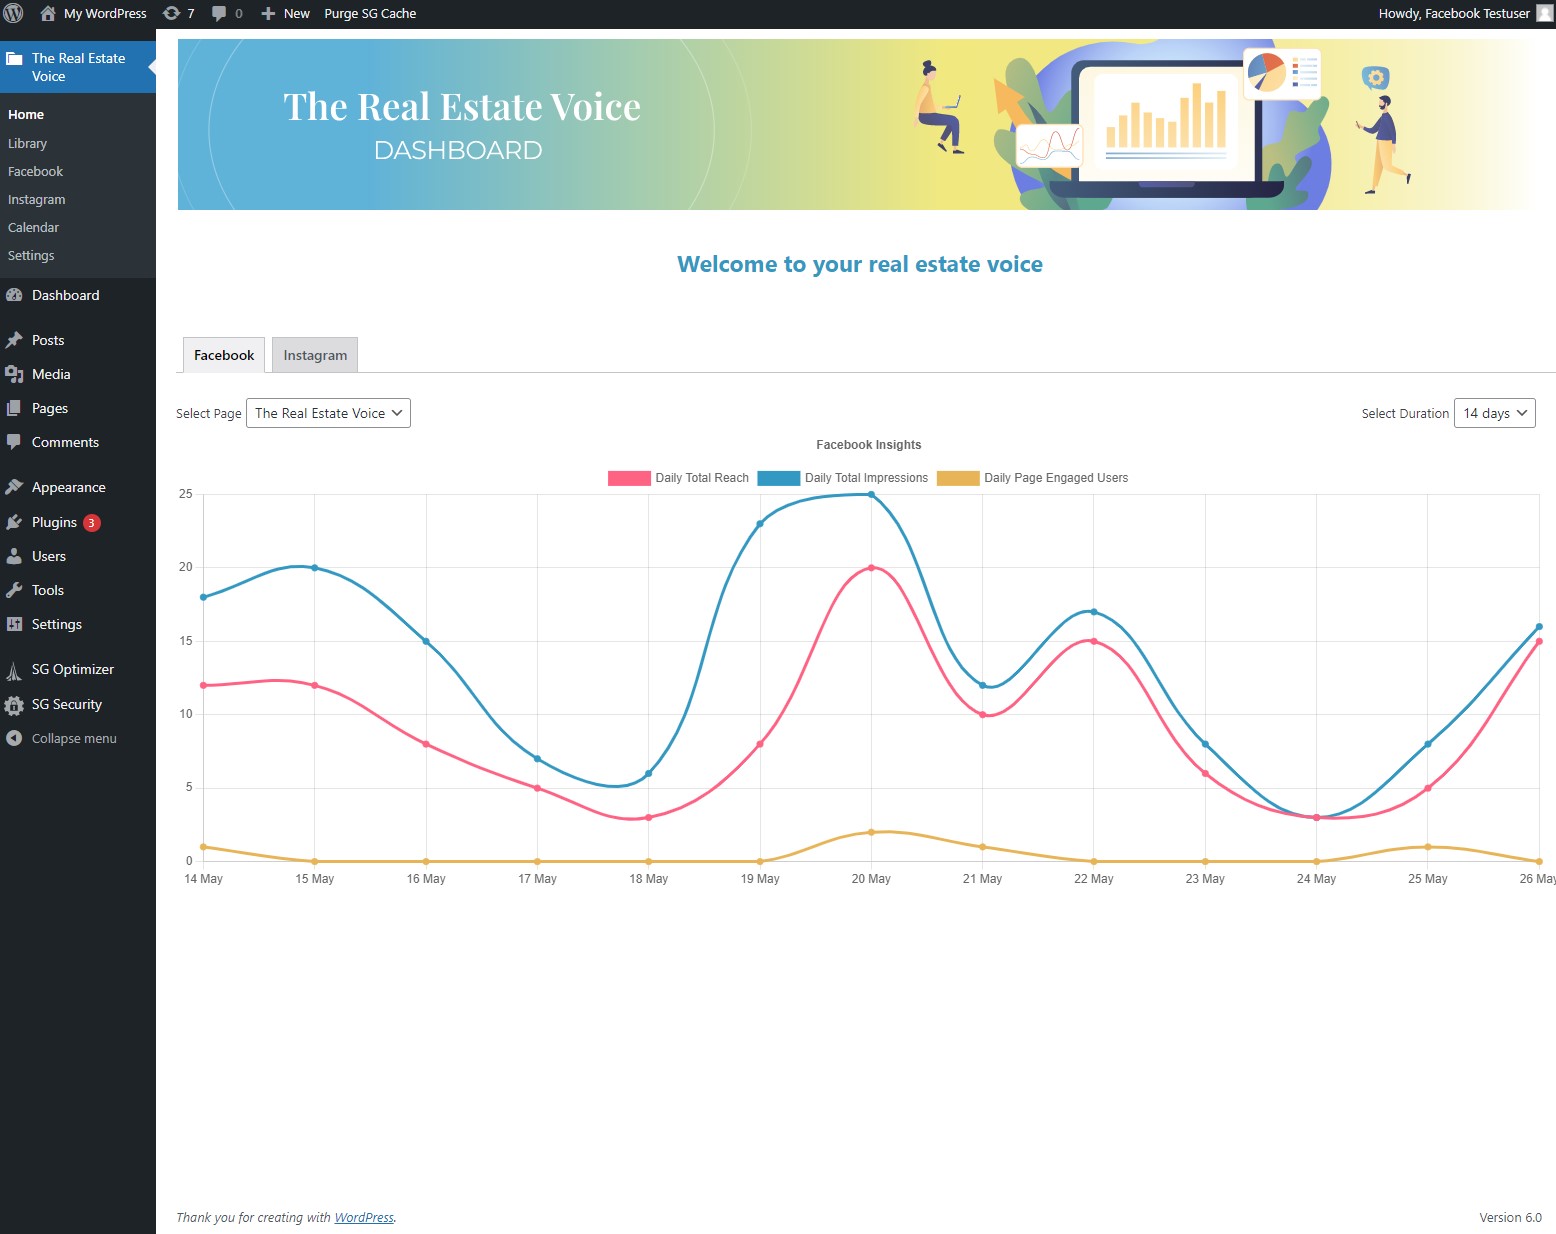 My WordPress 7 0 New Purge SG Cache Howdy, Facebook Testuser
The Real Estate
Voice
Home
Library
Facebook
Instagram
Calendar
Settings
Dashboard
Posts
Media
Pages
Comments
Appearance
Plugins 3
Users
Tools
Settings
SG Optimizer
SG Security
Collapse menu
The Real Estate Voice
DASHBOARD
Welcome to your real estate voice
Facebook Instagram
Select Page The Real Estate Voice Select Duration 14 days
Facebook Insights
Daily Total Reach Daily Total Impressions Daily Page Engaged Users
25
20
15
10
5
0
14 May 15 May 16 May 17 May 18 May 19 May 20 May 21 May 22 May 23 May 24 May 25 May 26 May
Thank you for creating with WordPress. Version 6.0